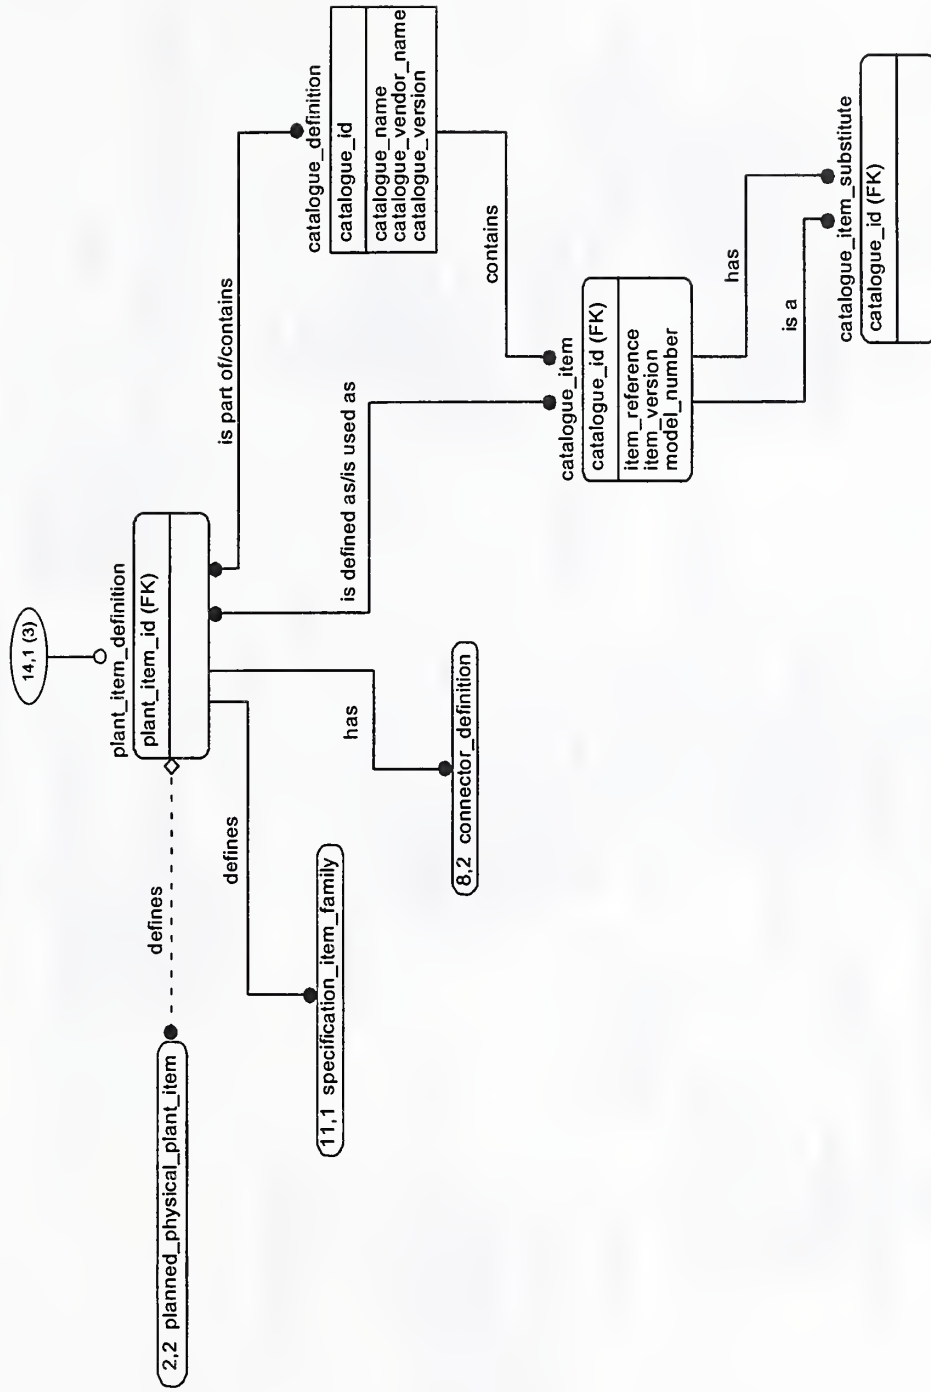 14,1 (3)
plant_item_definition
plant_item_id (FK)
defines
2,2 planned_physical_plant_item
defines
11,1 specification_item_family
has
8,2 connector_definition
is part of/contains
is defined as/is used as
catalogue_definition
catalogue_id
catalogue_name
catalogue_vendor_name
catalogue_version
contains
catalogue_item
catalogue_id (FK)
item_reference
item_version
model_number
has
is a
catalogue_item_substitute
catalogue_id (FK)